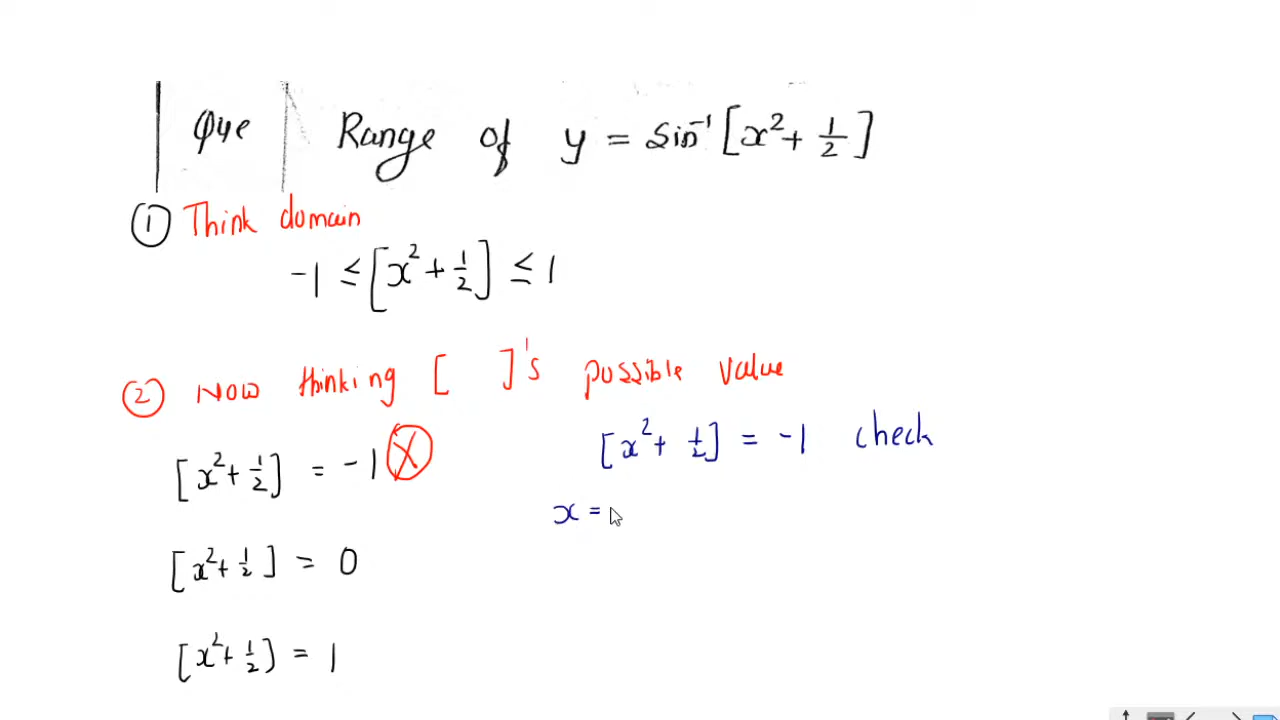 Que Range of y = Sin⁻¹ [x² + 1/2]
① Think domain
-1 ≤ [x² + 1/2] ≤ 1
② Now thinking [ ]'s possible value
[x² + 1/2] = -1 check
[x² + 1/2] = -1 X
x =
[x² + 1/2] = 0
[x² + 1/2) = 1